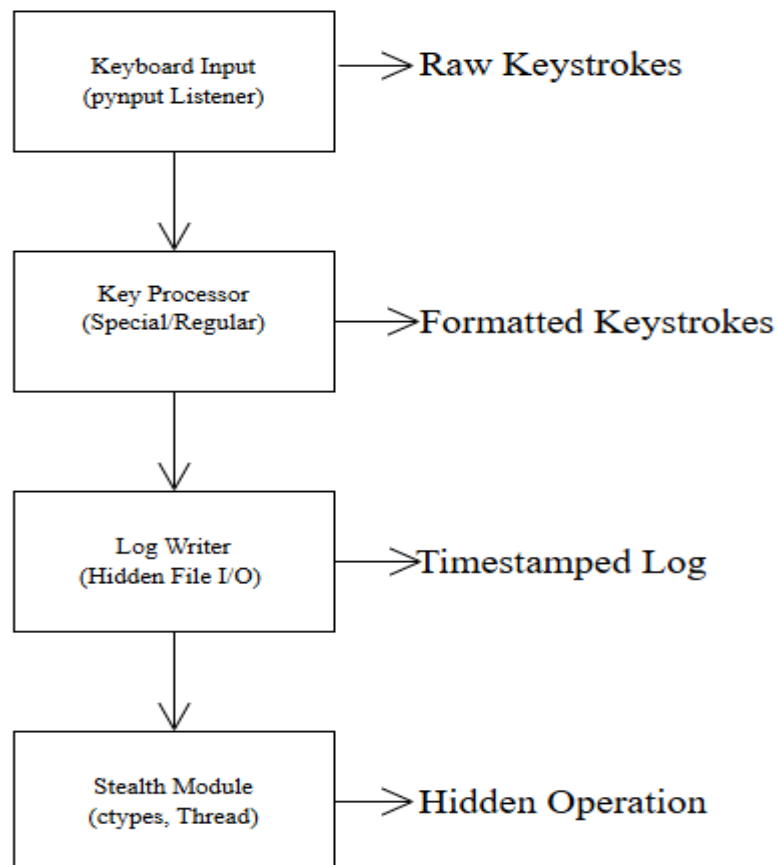 Keyboard Input
(pynput Listener)
Raw Keystrokes
Key Processor
(Special/Regular)
Formatted Keystrokes
Log Writer
(Hidden File I/O)
Timestamped Log
Stealth Module
(ctypes, Thread)
Hidden Operation